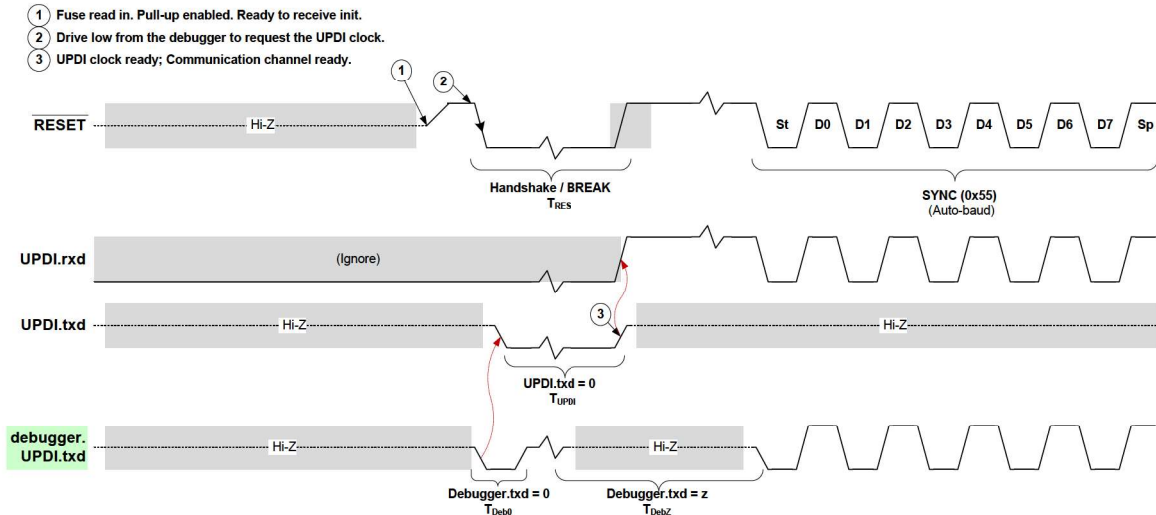 1 Fuse read in. Pull-up enabled. Ready to receive init.
2 Drive low from the debugger to request the UPDI clock.
3 UPDI clock ready; Communication channel ready.
1
2
RESET
Hi-Z
St D0 D1 D2 D3 D4 D5 D6 D7 Sp
Handshake / BREAK
TRES
SYNC (0x55)
(Auto-baud)
UPDI.rxd
(Ignore)
3
UPDI.txd
Hi-Z
Hi-Z
UPDI.txd = 0
TUPDI
debugger.
UPDI.txd
Hi-Z
Hi-Z
Debugger.txd = 0
TDeb0
Debugger.txd = z
TDebZ